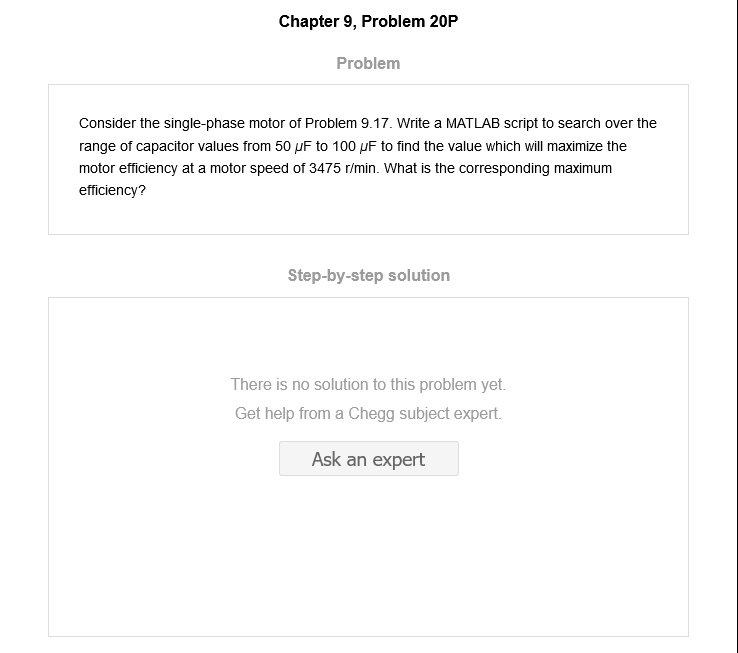 Chapter 9, Problem 20P
Problem
Consider the single-phase motor of Problem 9.17. Write a MATLAB script to search over the
range of capacitor values from 50 μF to 100 μF to find the value which will maximize the
motor efficiency at a motor speed of 3475 r/min. What is the corresponding maximum
efficiency?
Step-by-step solution
There is no solution to this problem yet.
Get help from a Chegg subject expert.
Ask an expert